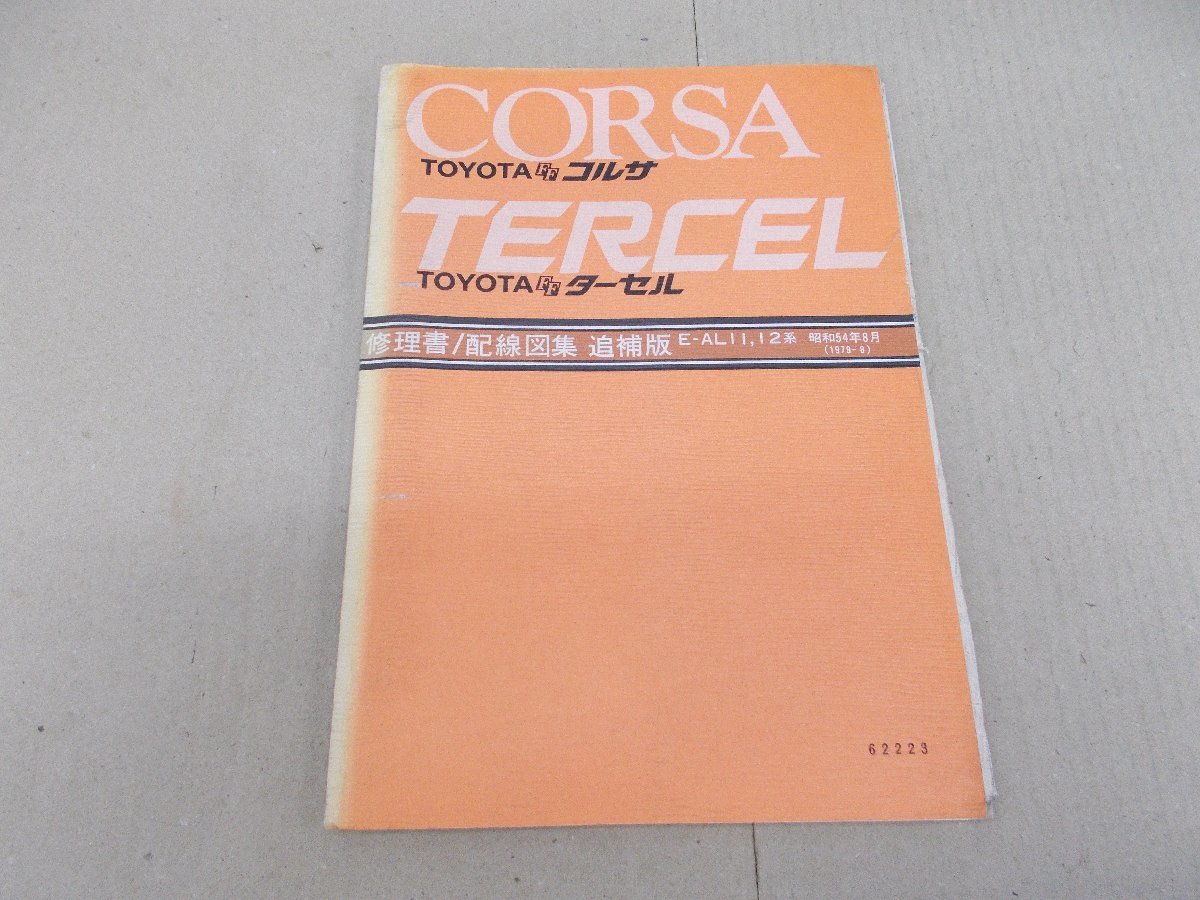 CORSA
TOYOTA FF コルサ
TERCEL
TOYOTA FF ターセル
修理書/配線図集 追補版 E-AL11,12系 昭和54年8月
(1979-8)
62223